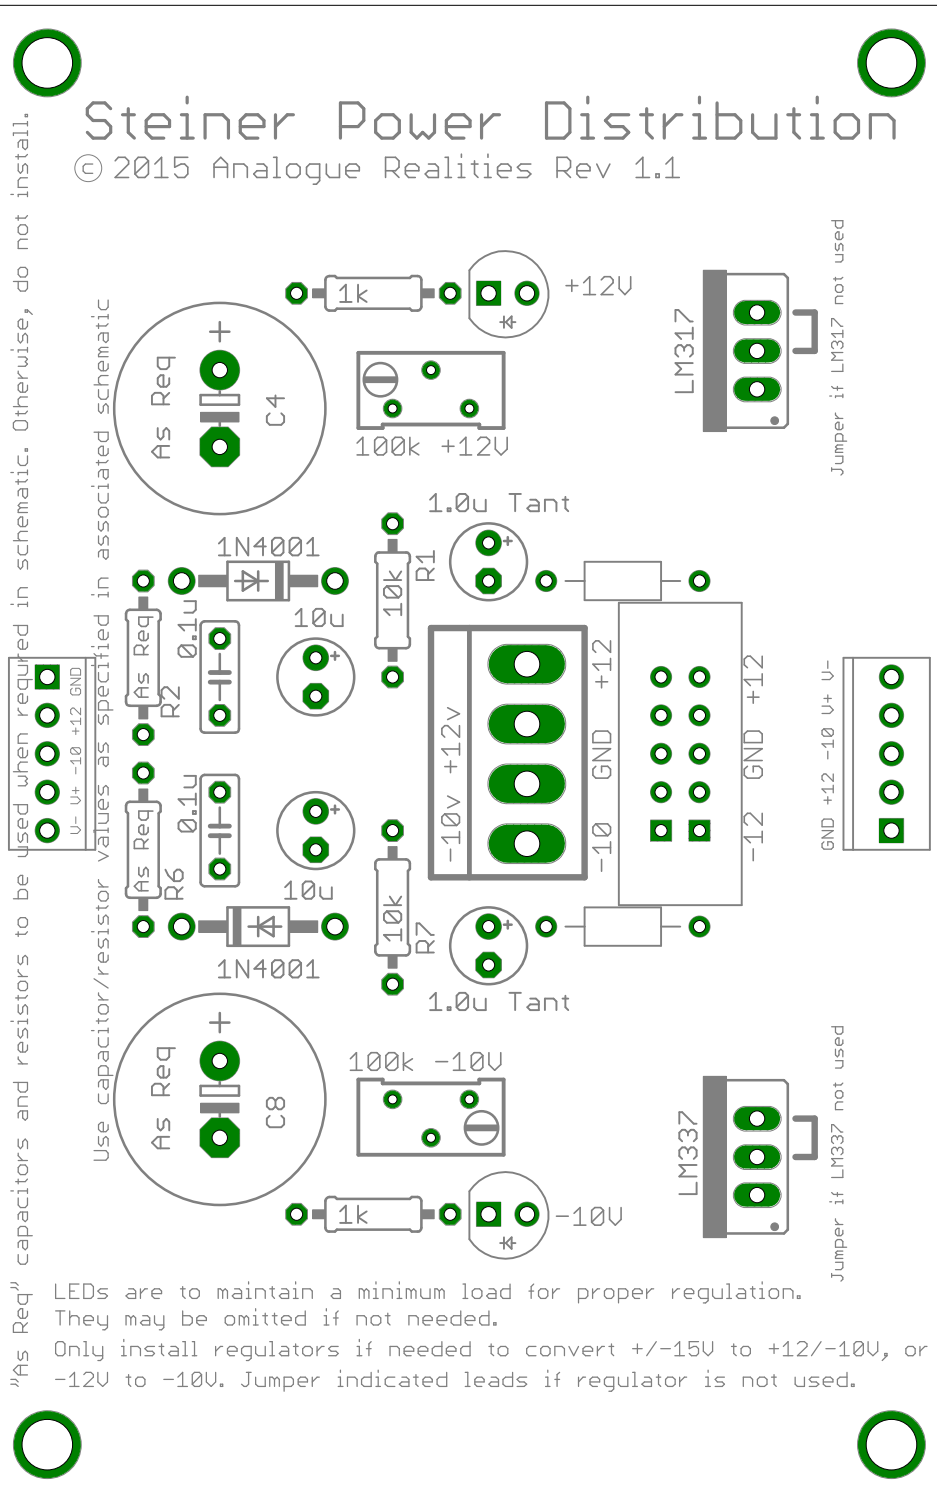 Steiner Power Distribution
© 2015 Analogue Realities Rev 1.1
"As Req" capacitors and resistors to be used when required in schematic. Otherwise, do not install.
Use capacitor/resistor values as specified in associated schematic
1k
+12V
+
As Req
C4
100k +12V
LM317
Jumper if LM317 not used
1.0u Tant
+
1N4001
R1
10k
10u
+
0.1u
As Req
R2
GND
+12
-10
V+
V-
0.1u
As Req
R6
10u
+
1N4001
10k
R7
+
1.0u Tant
-10v +12v
+12
GND
-10
+12
GND
-12
V-
V+
-10
+12
GND
+
As Req
C8
100k -10V
1k
-10V
LM337
Jumper if LM337 not used
LEDs are to maintain a minimum load for proper regulation.
They may be omitted if not needed.
Only install regulators if needed to convert +/-15V to +12/-10V, or
-12V to -10V. Jumper indicated leads if regulator is not used.